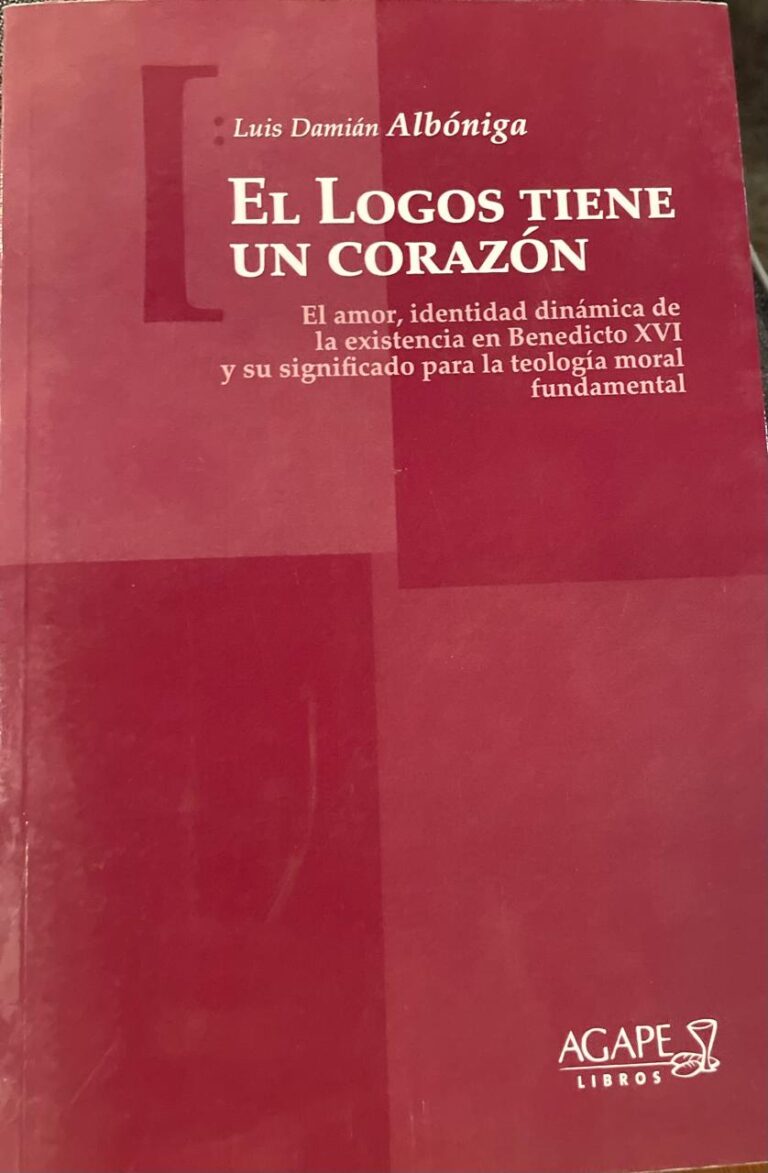 Luis Damián Albóniga
El Logos tiene
un corazón
El amor, identidad dinámica de
la existencia en Benedicto XVI
y su significado para la teología moral
fundamental
AGAPE
LIBROS